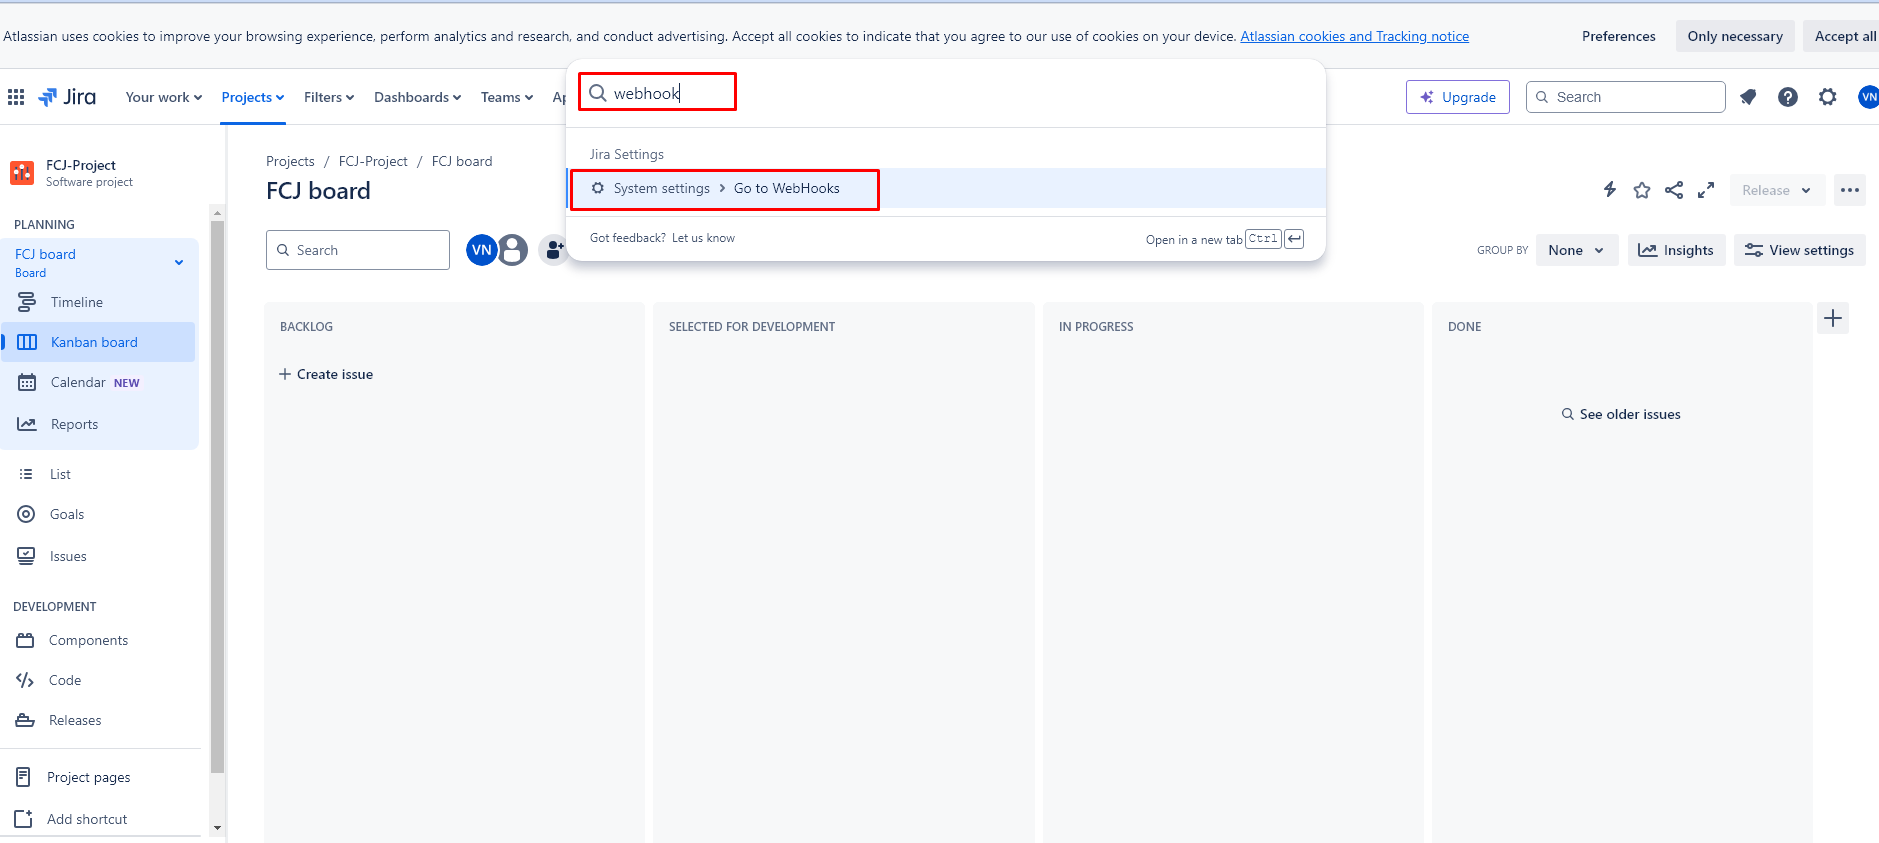 Atlassian uses cookies to improve your browsing experience, perform analytics and research, and conduct advertising. Accept all cookies to indicate that you agree to our use of cookies on your device. Atlassian cookies and Tracking notice
Preferences
Only necessary
Accept all
Jira
Your work
Projects
Filters
Dashboards
Teams
Ap
webhook
Upgrade
Search
VN
Jira Settings
System settings > Go to WebHooks
Got feedback? Let us know
Open in a new tab Ctrl
FCJ-Project
Software project
Projects / FCJ-Project / FCJ board
FCJ board
Release
PLANNING
FCJ board
Board
Timeline
Kanban board
Calendar NEW
Reports
List
Goals
Issues
DEVELOPMENT
Components
Code
Releases
Project pages
Add shortcut
Search
VN
GROUP BY
None
Insights
View settings
BACKLOG
Create issue
SELECTED FOR DEVELOPMENT
IN PROGRESS
DONE
See older issues